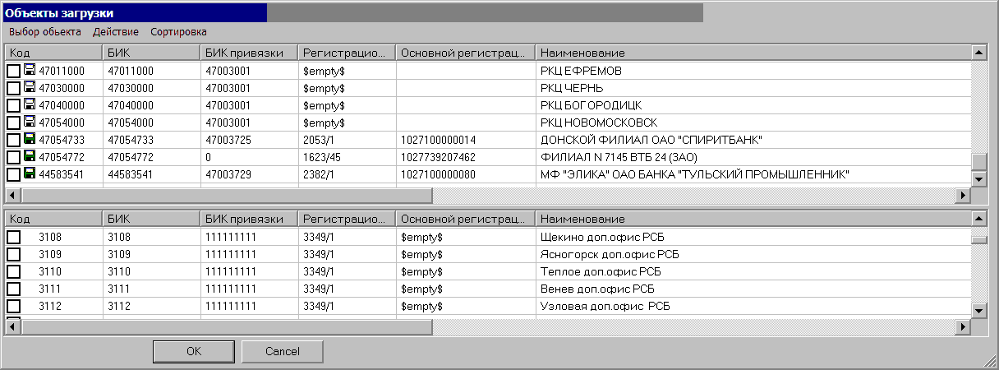 Объекты загрузки
Выбор обьекта Действие Сортировка
Код БИК БИК привязки Регистрацио... Основной регистрац... Наименование
47011000 47011000 47003001 $empty$ РКЦ ЕФРЕМОВ
47030000 47030000 47003001 $empty$ РКЦ ЧЕРНЬ
47040000 47040000 47003001 $empty$ РКЦ БОГОРОДИЦК
47054000 47054000 47003001 $empty$ РКЦ НОВОМОСКОВСК
47054733 47054733 47003725 2053/1 1027100000014 ДОНСКОЙ ФИЛИАЛ ОАО "СПИРИТБАНК"
47054772 47054772 0 1623/45 1027739207462 ФИЛИАЛ N 7145 ВТБ 24 (ЗАО)
44583541 44583541 47003729 2382/1 1027100000080 МФ "ЭЛИКА" ОАО БАНКА "ТУЛЬСКИЙ ПРОМЫШЛЕННИК"
Код БИК БИК привязки Регистрацио... Основной регистрац... Наименование
3108 3108 111111111 3349/1 $empty$ Щекино доп.офис РСБ
3109 3109 111111111 3349/1 $empty$ Ясногорск доп.офис РСБ
3110 3110 111111111 3349/1 $empty$ Теплое доп.офис РСБ
3111 3111 111111111 3349/1 $empty$ Венев доп.офис РСБ
3112 3112 111111111 3349/1 $empty$ Узловая доп.офис РСБ
OK Cancel